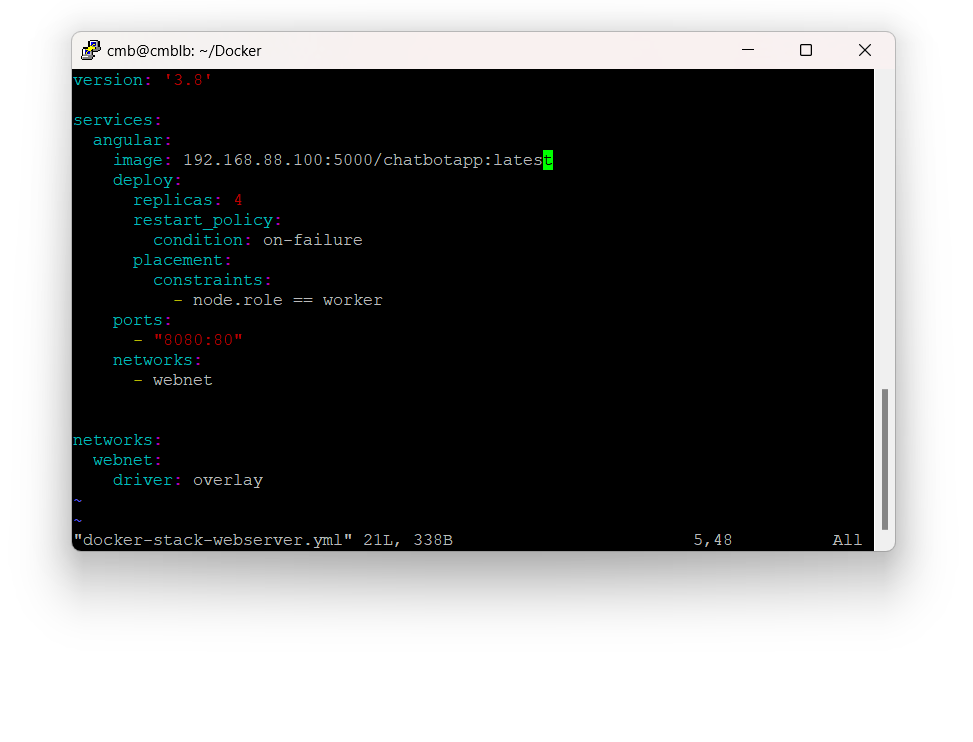 cmb@cmblb: ~/Docker
version: '3.8'
services:
  angular:
    image: 192.168.88.100:5000/chatbotapp:latest
    deploy:
      replicas: 4
      restart_policy:
        condition: on-failure
      placement:
        constraints:
          - node.role == worker
    ports:
      - "8080:80"
    networks:
      - webnet
networks:
  webnet:
    driver: overlay
~
~
"docker-stack-webserver.yml" 21L, 338B 5,48 All